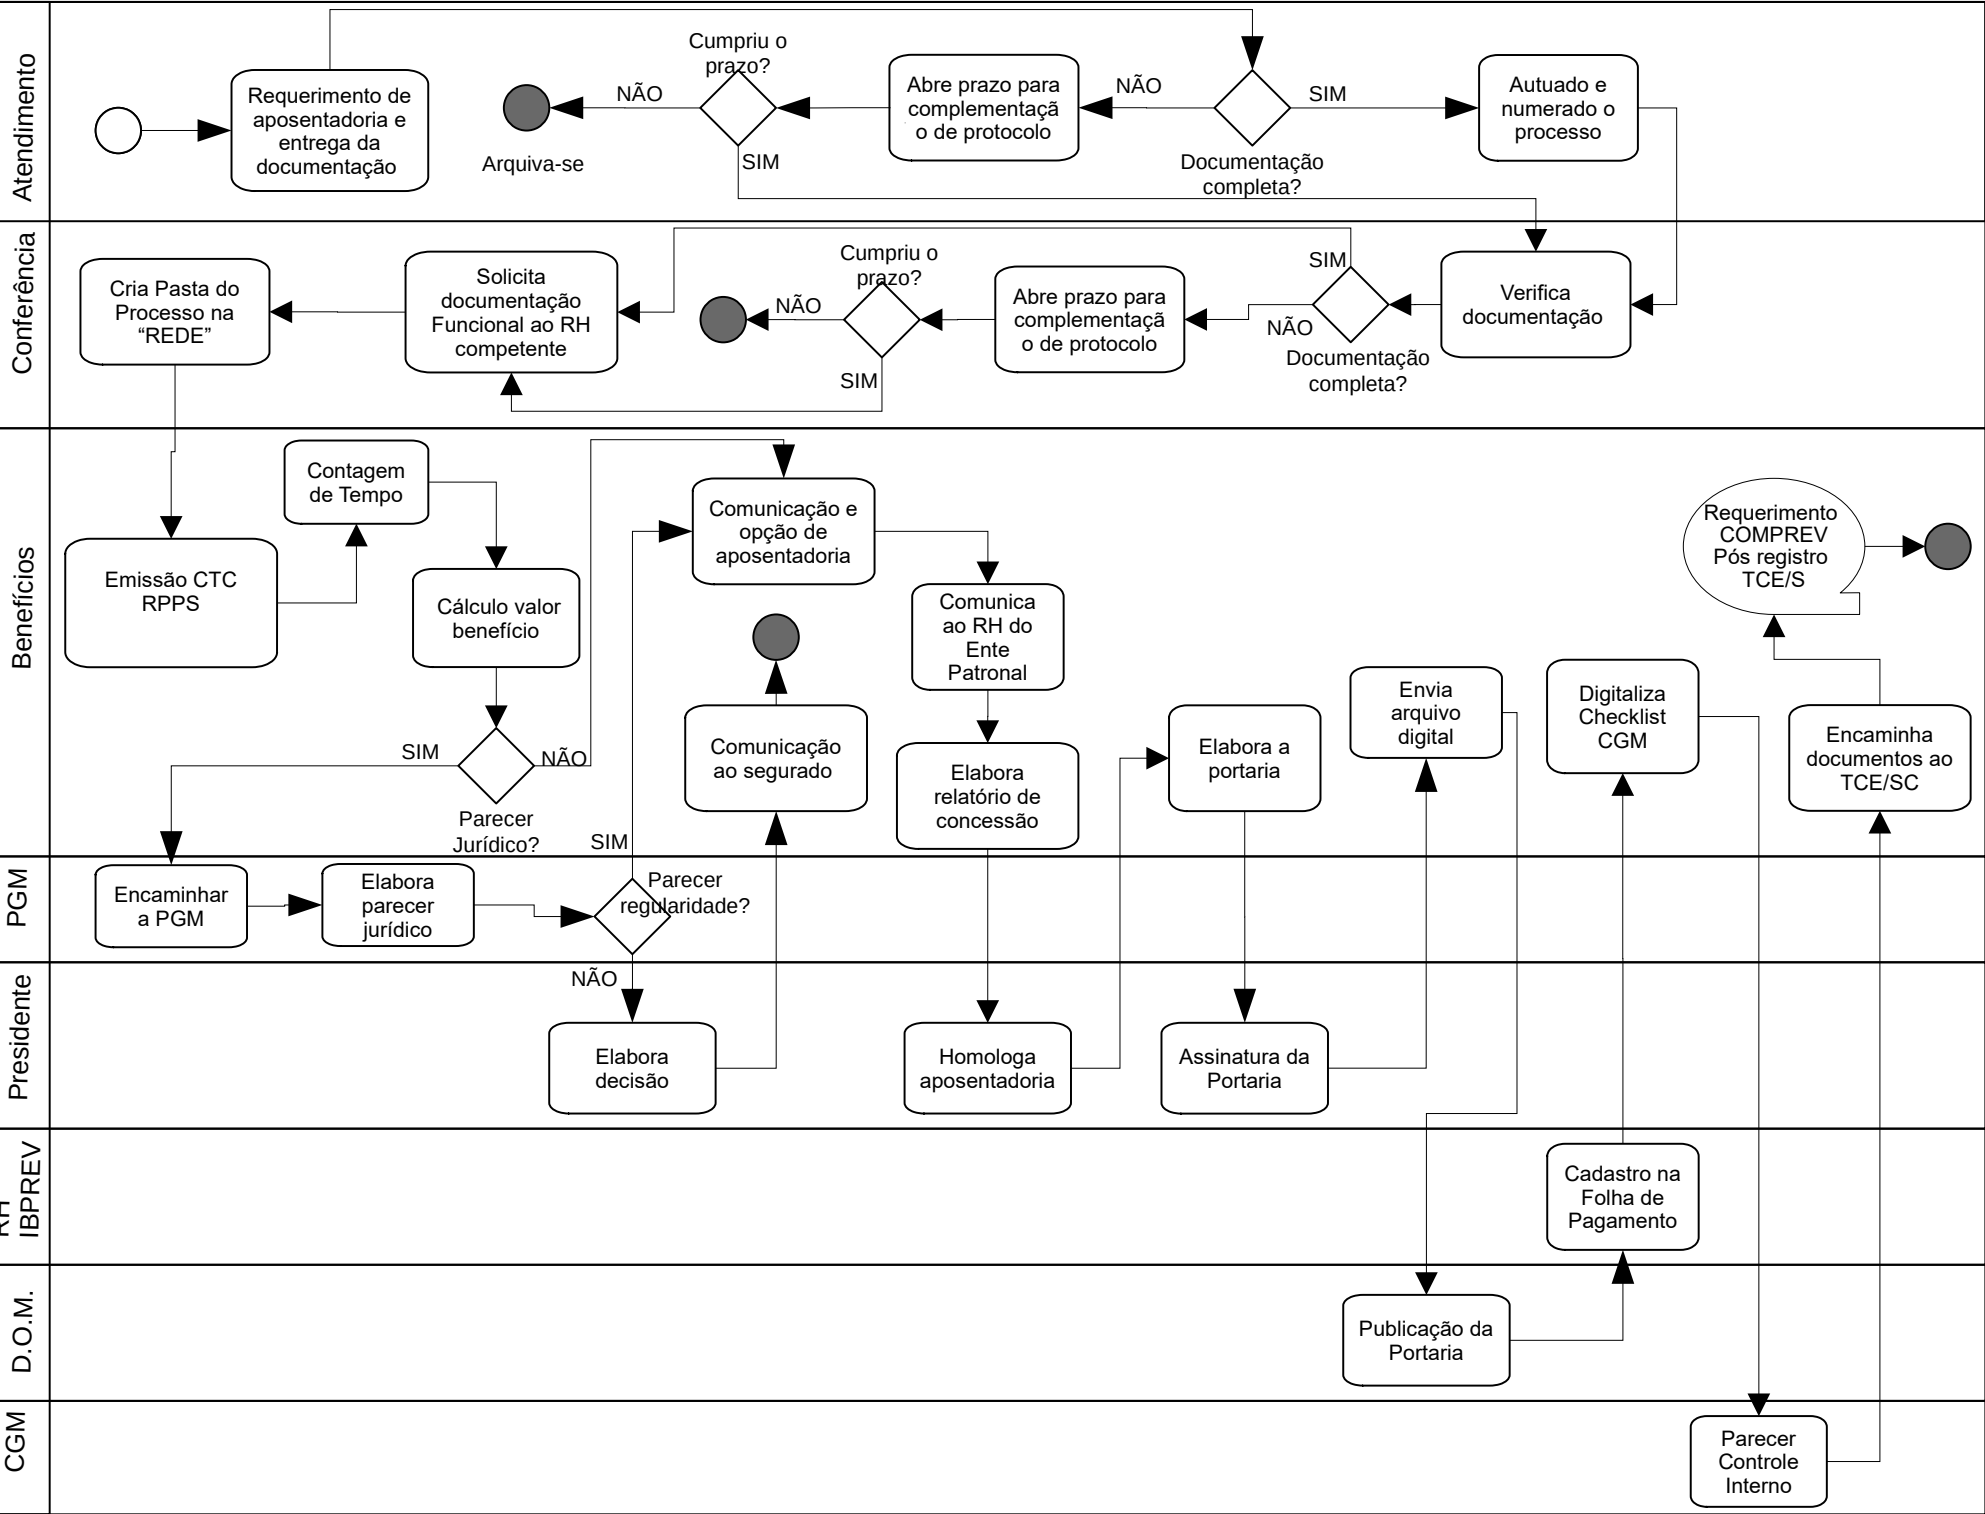 Atendimento
Requerimento de
aposentadoria e
entrega da
documentação
Arquiva-se
NÃO
Cumpriu o
prazo?
SIM
Abre prazo para
complementaçã
o de protocolo
NÃO
Documentação
completa?
SIM
Autuado e
numerado o
processo
Conferência
Cria Pasta do
Processo na
“REDE”
Solicita
documentação
Funcional ao RH
competente
NÃO
Cumpriu o
prazo?
SIM
Abre prazo para
complementaçã
o de protocolo
SIM
NÃO
Documentação
completa?
Verifica
documentação
Benefícios
Emissão CTC
RPPS
Contagem
de Tempo
Cálculo valor
benefício
SIM
NÃO
Parecer
Jurídico?
Comunicação e
opção de
aposentadoria
Comunicação
ao segurado
SIM
Comunica
ao RH do
Ente
Patronal
Elabora
relatório de
concessão
Elabora a
portaria
Envia
arquivo
digital
Digitaliza
Checklist
CGM
Requerimento
COMPREV
Pós registro
TCE/S
Encaminha
documentos ao
TCE/SC
PGM
Encaminhar
a PGM
Elabora
parecer
jurídico
Parecer
regularidade?
NÃO
Presidente
Elabora
decisão
Homologa
aposentadoria
Assinatura da
Portaria
RH
IBPREV
Cadastro na
Folha de
Pagamento
D.O.M.
Publicação da
Portaria
CGM
Parecer
Controle
Interno